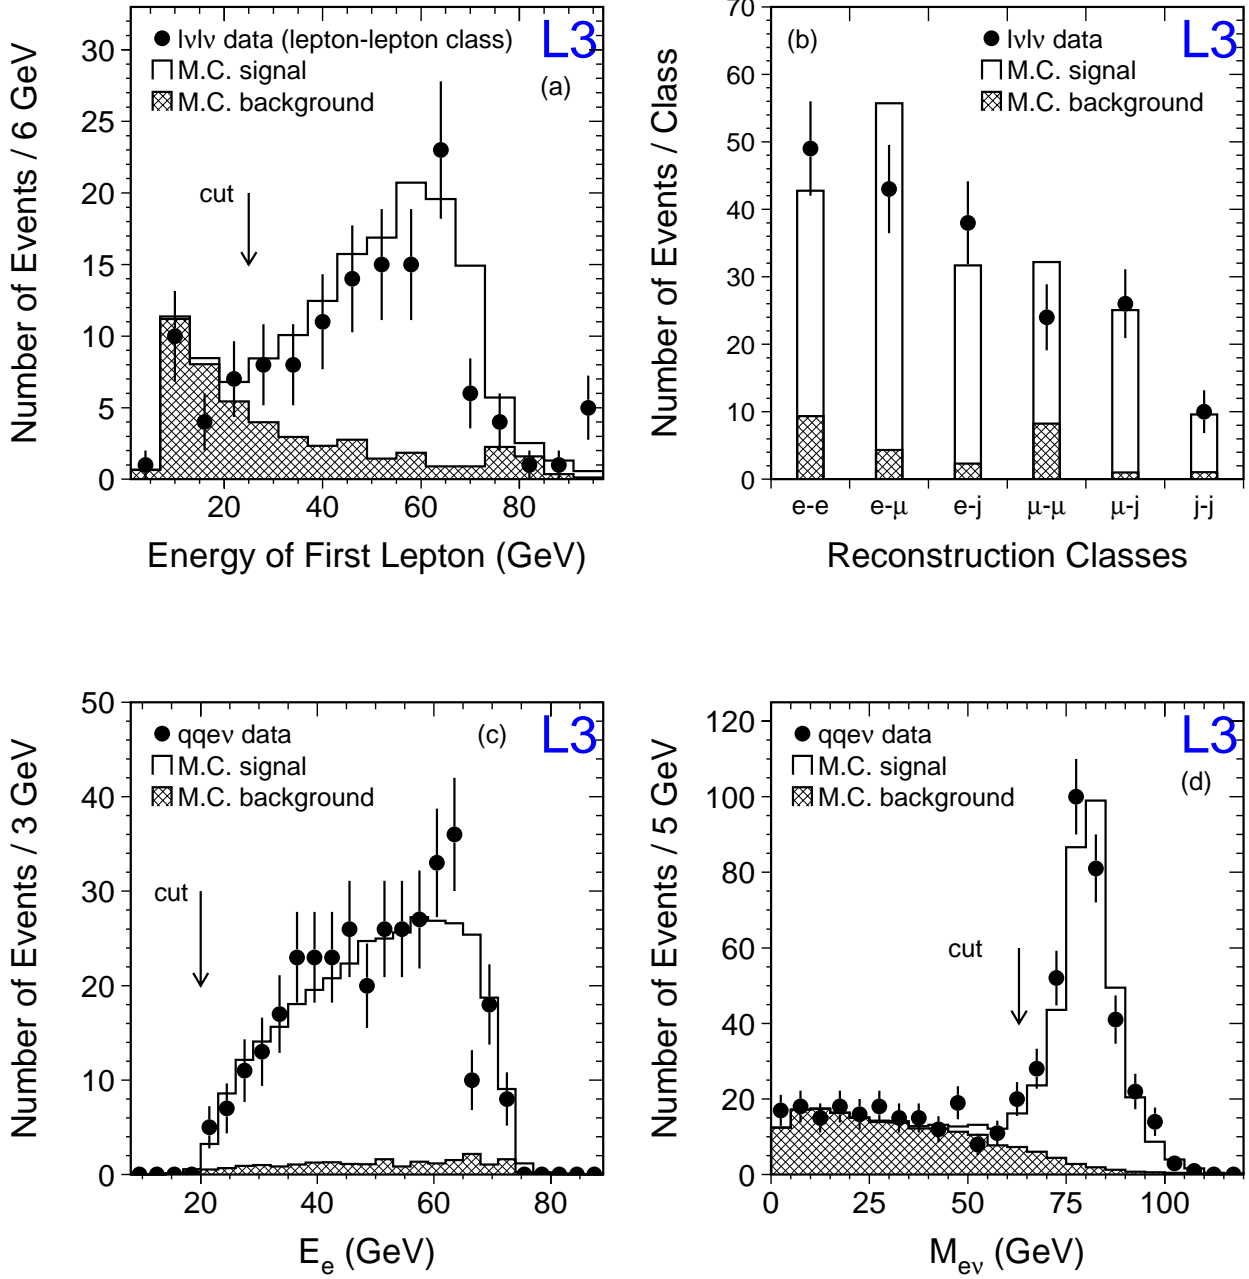 Number of Events / 6 GeV
lνlν data (lepton-lepton class)
M.C. signal
M.C. background
L3
(a)
cut
0
5
10
15
20
25
30
20
40
60
80
Energy of First Lepton (GeV)
Number of Events / Class
(b)
lνlν data
M.C. signal
M.C. background
L3
0
10
20
30
40
50
60
70
e-e
e-μ
e-j
μ-μ
μ-j
j-j
Reconstruction Classes
Number of Events / 3 GeV
qqeν data
M.C. signal
M.C. background
(c)
L3
cut
0
10
20
30
40
50
20
40
60
80
E_e (GeV)
Number of Events / 5 GeV
qqeν data
M.C. signal
M.C. background
L3
(d)
cut
0
20
40
60
80
100
120
0
25
50
75
100
M_eν (GeV)